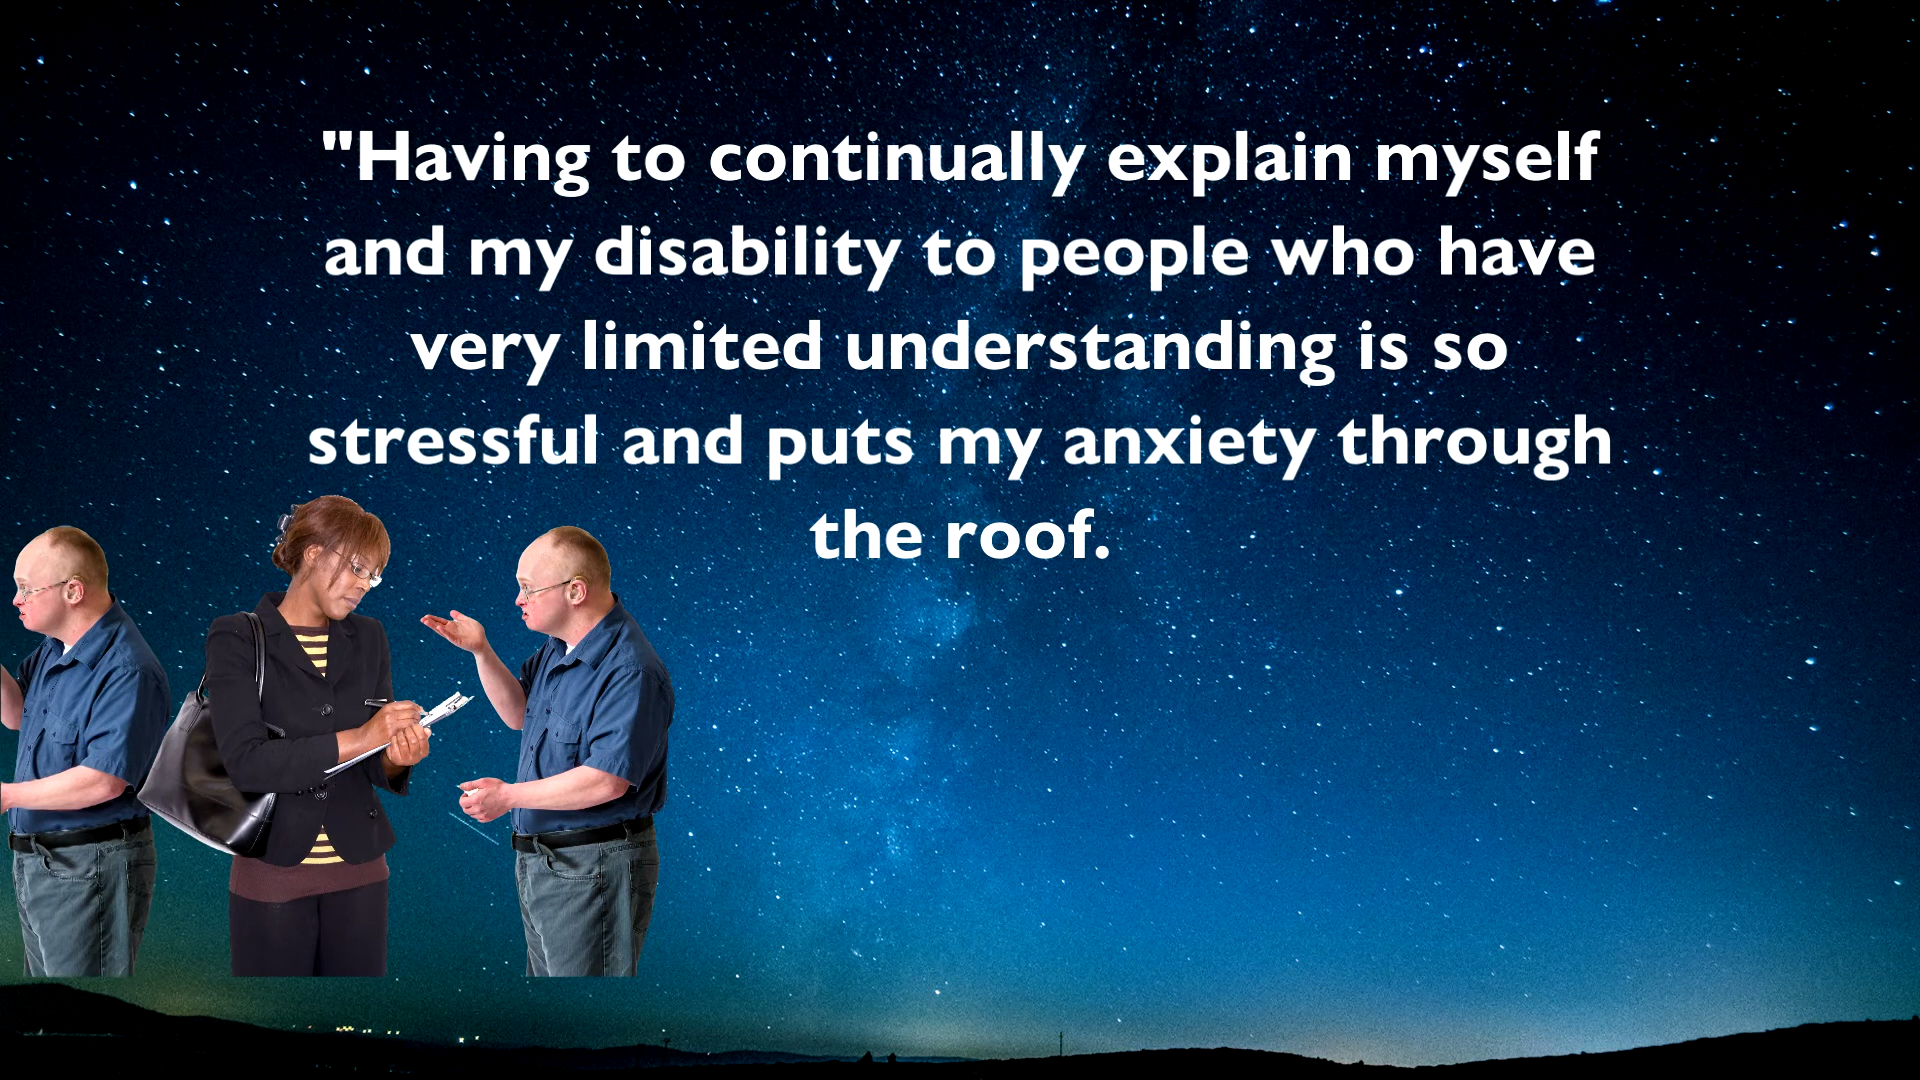 "Having to continually explain myself
and my disability to people who have
very limited understanding is so
stressful and puts my anxiety through
the roof.